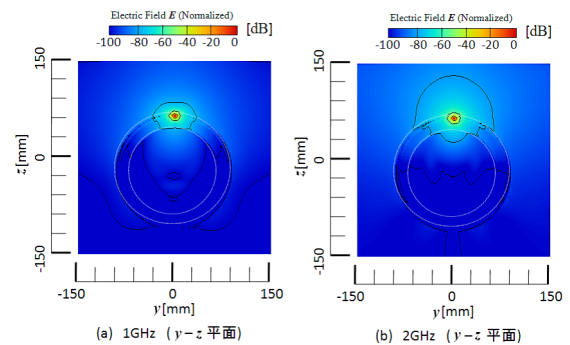 Electric Field E (Normalized)
-100 -80 -60 -40 -20 0 [dB]
150
0
-150
z[mm]
-150 0 150
y[mm]
(a) 1GHz ( y-z 平面)
Electric Field E (Normalized)
-100 -80 -60 -40 -20 0 [dB]
150
0
-150
z[mm]
-150 0 150
y[mm]
(b) 2GHz ( y-z 平面)